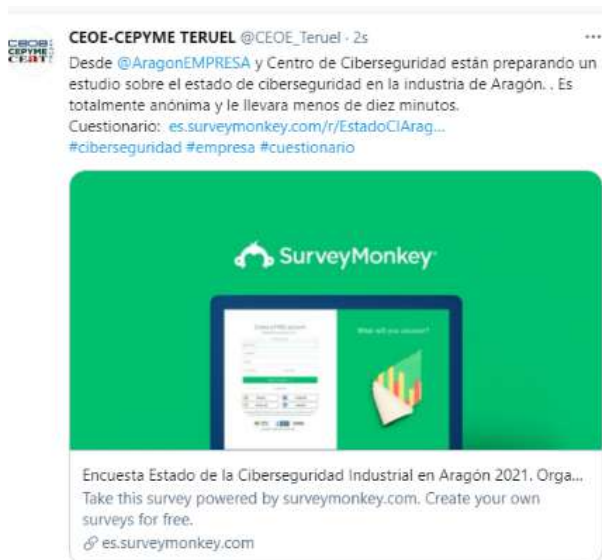 CEOE
CEPYME
CEAT
CEOE-CEPYME TERUEL @CEOE_Teruel · 2s
Desde @AragonEMPRESA y Centro de Ciberseguridad están preparando un
estudio sobre el estado de ciberseguridad en la industria de Aragón. . Es
totalmente anónima y le llevara menos de diez minutos.
Cuestionario: es.surveymonkey.com/r/EstadoCIArag...
#ciberseguridad #empresa #cuestionario
SurveyMonkey
What will you uncover?
Encuesta Estado de la Ciberseguridad Industrial en Aragón 2021. Orga...
Take this survey powered by surveymonkey.com. Create your own
surveys for free.
es.surveymonkey.com